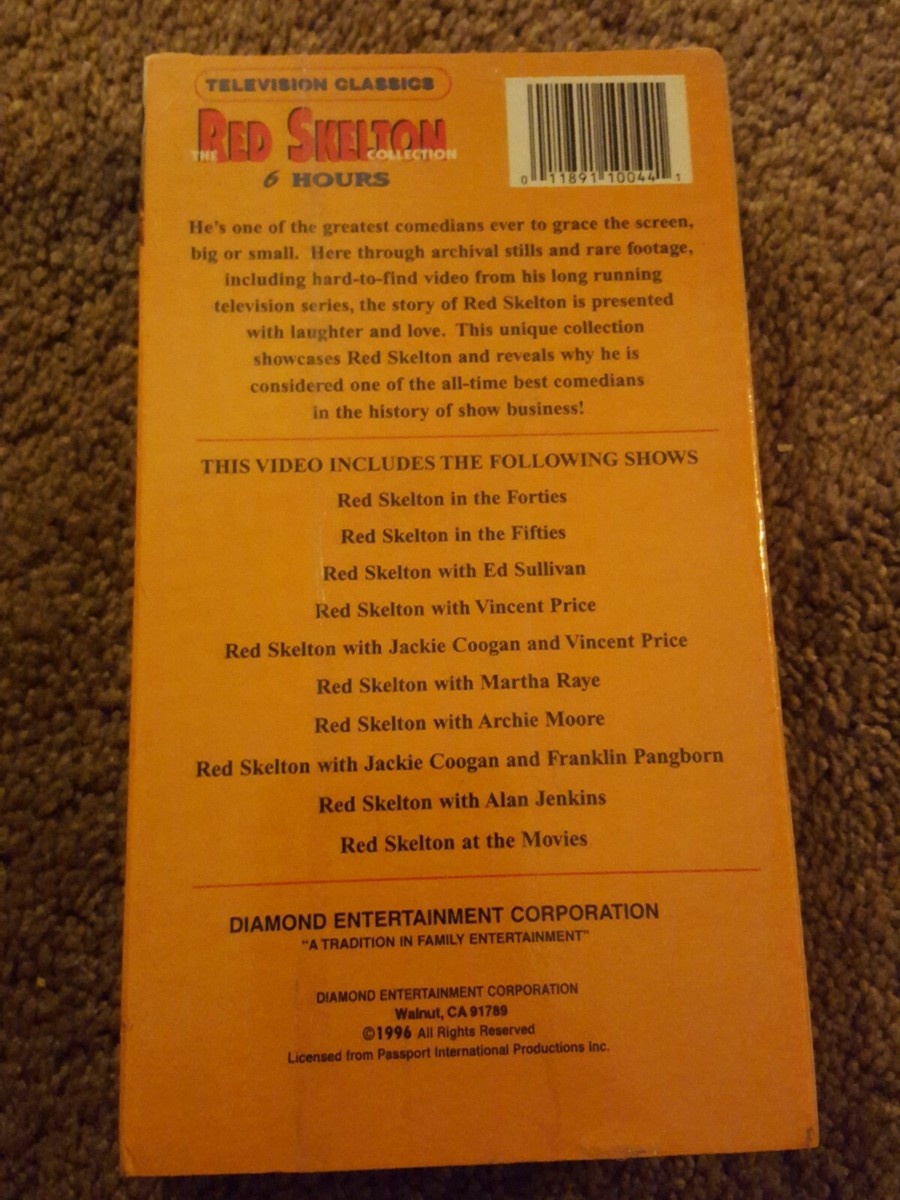 TELEVISION CLASSICS
THE RED SKELTON COLLECTION
6 HOURS
0 11891 10044 1
He's one of the greatest comedians ever to grace the screen,
big or small. Here through archival stills and rare footage,
including hard-to-find video from his long running
television series, the story of Red Skelton is presented
with laughter and love. This unique collection
showcases Red Skelton and reveals why he is
considered one of the all-time best comedians
in the history of show business!
THIS VIDEO INCLUDES THE FOLLOWING SHOWS
Red Skelton in the Forties
Red Skelton in the Fifties
Red Skelton with Ed Sullivan
Red Skelton with Vincent Price
Red Skelton with Jackie Coogan and Vincent Price
Red Skelton with Martha Raye
Red Skelton with Archie Moore
Red Skelton with Jackie Coogan and Franklin Pangborn
Red Skelton with Alan Jenkins
Red Skelton at the Movies
DIAMOND ENTERTAINMENT CORPORATION
"A TRADITION IN FAMILY ENTERTAINMENT"
DIAMOND ENTERTAINMENT CORPORATION
Walnut, CA 91789
©1996 All Rights Reserved
Licensed from Passport International Productions Inc.